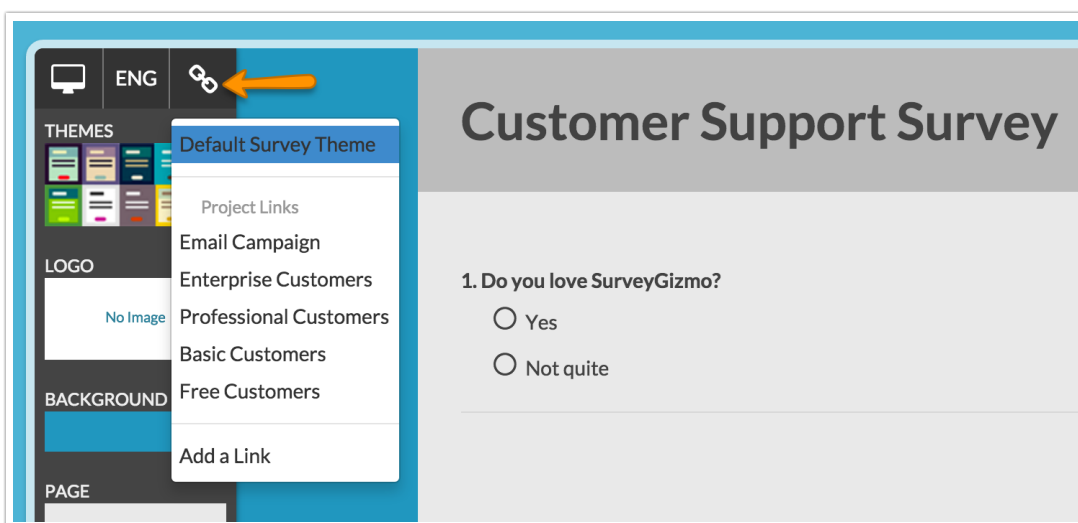 ENG
THEMES
Default Survey Theme
Project Links
Email Campaign
Enterprise Customers
Professional Customers
Basic Customers
Free Customers
Add a Link
LOGO
No Image
BACKGROUND
PAGE
Customer Support Survey
1. Do you love SurveyGizmo?
Yes
Not quite